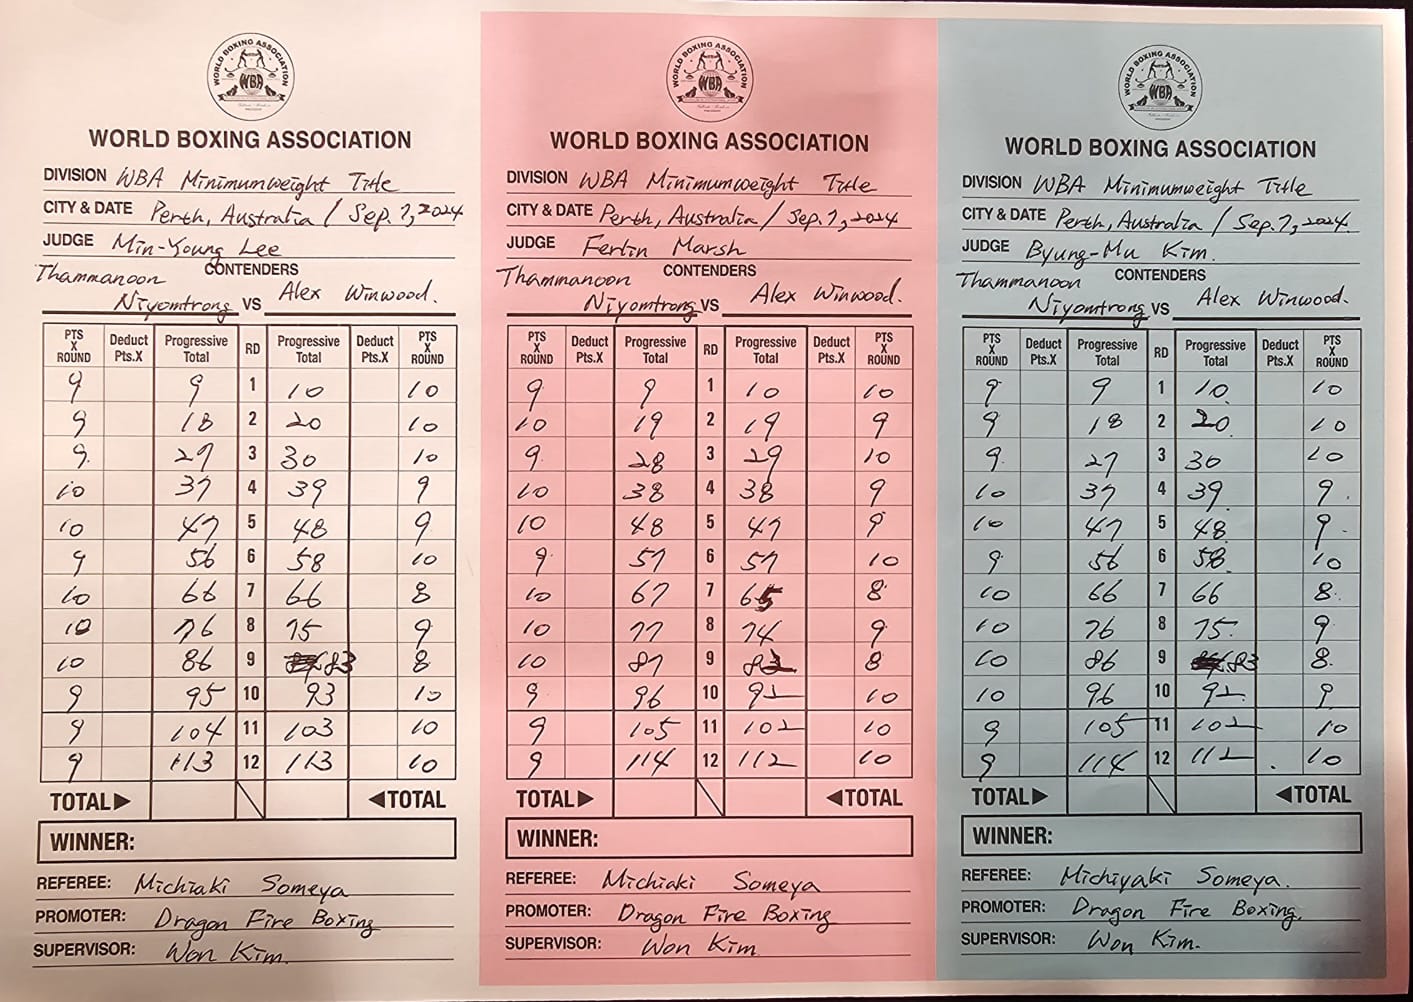 WORLD BOXING ASSOCIATION
WBA
WORLD BOXING ASSOCIATION
DIVISION WBA Minimumweight Title
CITY & DATE Perth, Australia / Sep. 7, 2024
JUDGE Min-Young Lee
CONTENDERS
Thammanoon
Niyomtrong VS Alex Winwood.
PTS X ROUND Deduct Pts.X Progressive Total RD Progressive Total Deduct Pts.X PTS X ROUND
9 9 1 10 10
9 18 2 20 10
9. 27 3 30 10
10 37 4 39 9
10 47 5 48 9
9 56 6 58 10
10 66 7 66 8
10 76 8 75 9
10 86 9 83 8
9 95 10 93 10
9 104 11 103 10
9 113 12 113 10
TOTAL▶ ◀TOTAL
WINNER:
REFEREE: Michiaki Someya
PROMOTER: Dragon Fire Boxing
SUPERVISOR: Won Kim.
WORLD BOXING ASSOCIATION
WBA
WORLD BOXING ASSOCIATION
DIVISION WBA Minimumweight Title
CITY & DATE Perth, Australia / Sep. 7, 2024
JUDGE Ferlin Marsh
CONTENDERS
Thammanoon
Niyomtrong VS Alex Winwood.
PTS X ROUND Deduct Pts.X Progressive Total RD Progressive Total Deduct Pts.X PTS X ROUND
9 9 1 10 10
10 19 2 19 9
9. 28 3 29 10
10 38 4 38 9
10 48 5 47 9
9. 57 6 57 10
10 67 7 65 8
10 77 8 74 9
10 87 9 82 8
9 96 10 92 10
9 105 11 102 10
9 114 12 112 10
TOTAL▶ ◀TOTAL
WINNER:
REFEREE: Michiaki Someya
PROMOTER: Dragon Fire Boxing
SUPERVISOR: Won Kim
WORLD BOXING ASSOCIATION
WBA
WORLD BOXING ASSOCIATION
DIVISION WBA Minimumweight Title
CITY & DATE Perth, Australia / Sep. 7, 2024.
JUDGE Byung-Mu Kim.
CONTENDERS
Thammanoon
Niyomtrong VS Alex Winwood.
PTS X ROUND Deduct Pts.X Progressive Total RD Progressive Total Deduct Pts.X PTS X ROUND
9 9 1 10. 10
9 18 2 20. 10
9. 27 3 30 10
10 37 4 39. 9.
10 47 5 48. 9.
9. 56 6 58. 10
10 66 7 66 8.
10 76 8 75. 9
10 86 9 83 8.
10 96 10 92 9
9 105 11 102 10
9 114 12 112 10
TOTAL▶ ◀TOTAL
WINNER:
REFEREE: Michiyaki Someya.
PROMOTER: Dragon Fire Boxing.
SUPERVISOR: Won Kim.